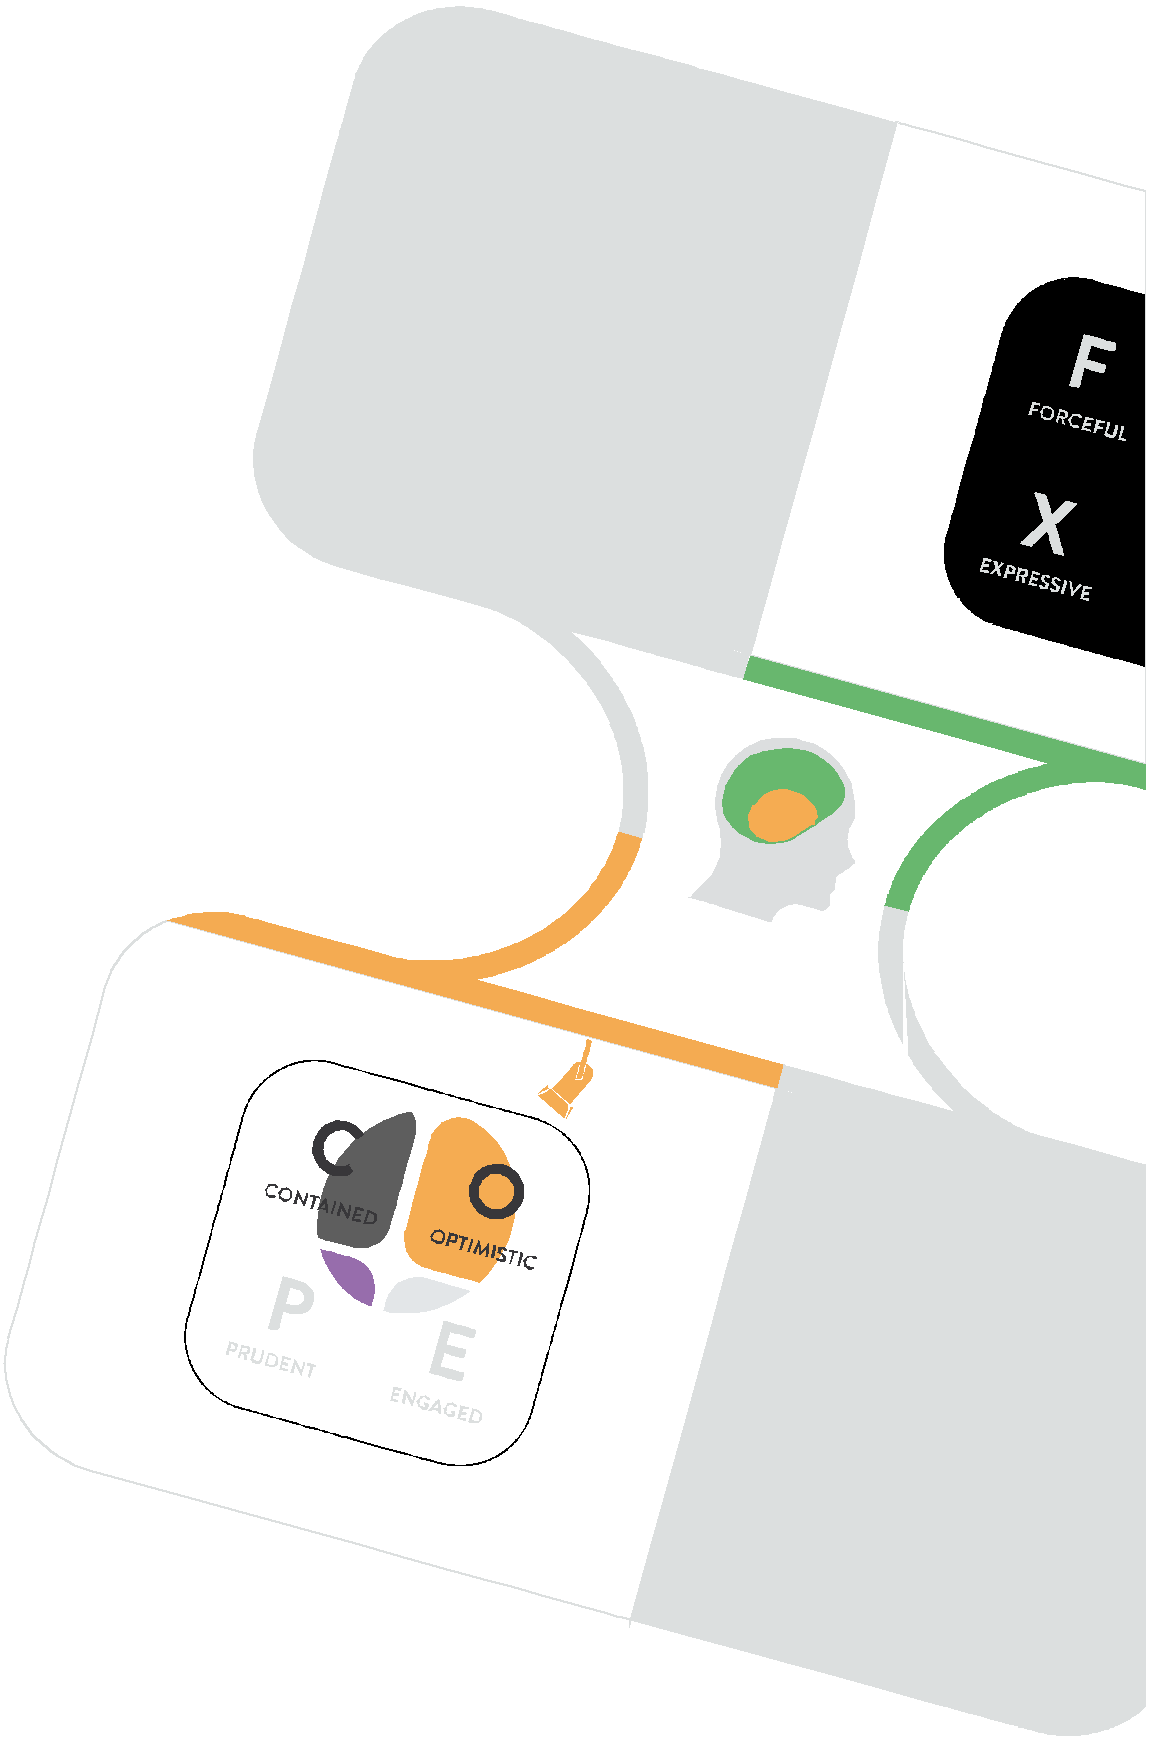 F
FORCEFUL
X
EXPRESSIVE
C
CONTAINED
O
OPTIMISTIC
P
PRUDENT
E
ENGAGED